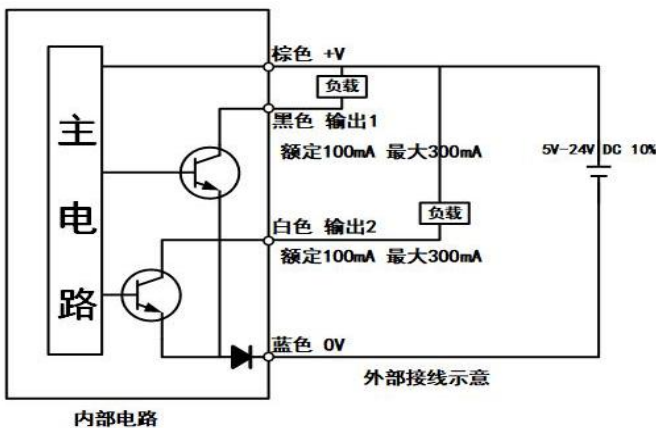 棕色 +V
负载
黑色 输出1
额定100mA 最大300mA
5V-24V DC 10%
主电路
负载
白色 输出2
额定100mA 最大300mA
蓝色 0V
外部接线示意
内部电路